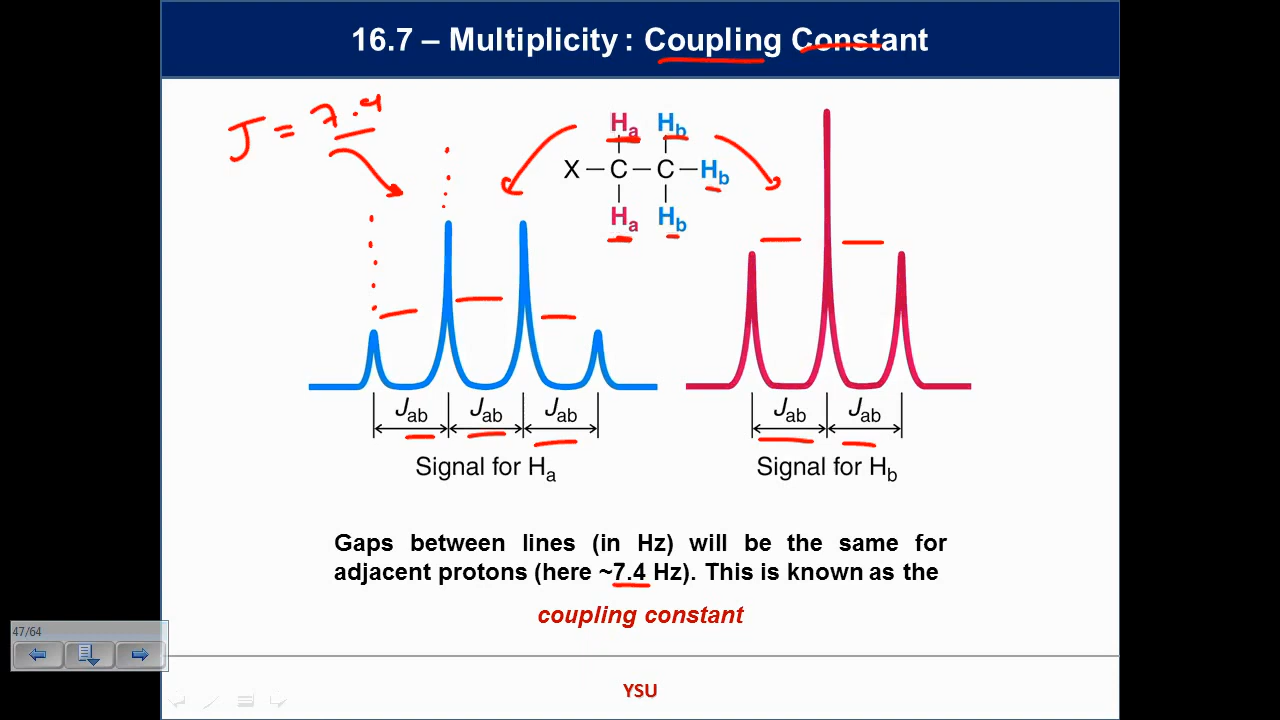 16.7 – Multiplicity : Coupling Constant
J = 7.4
Ha Hb
X – C – C – Hb
Ha Hb
Jab Jab Jab Jab Jab
Signal for Ha Signal for Hb
Gaps between lines (in Hz) will be the same for
adjacent protons (here ~7.4 Hz). This is known as the
coupling constant
47/64
YSU